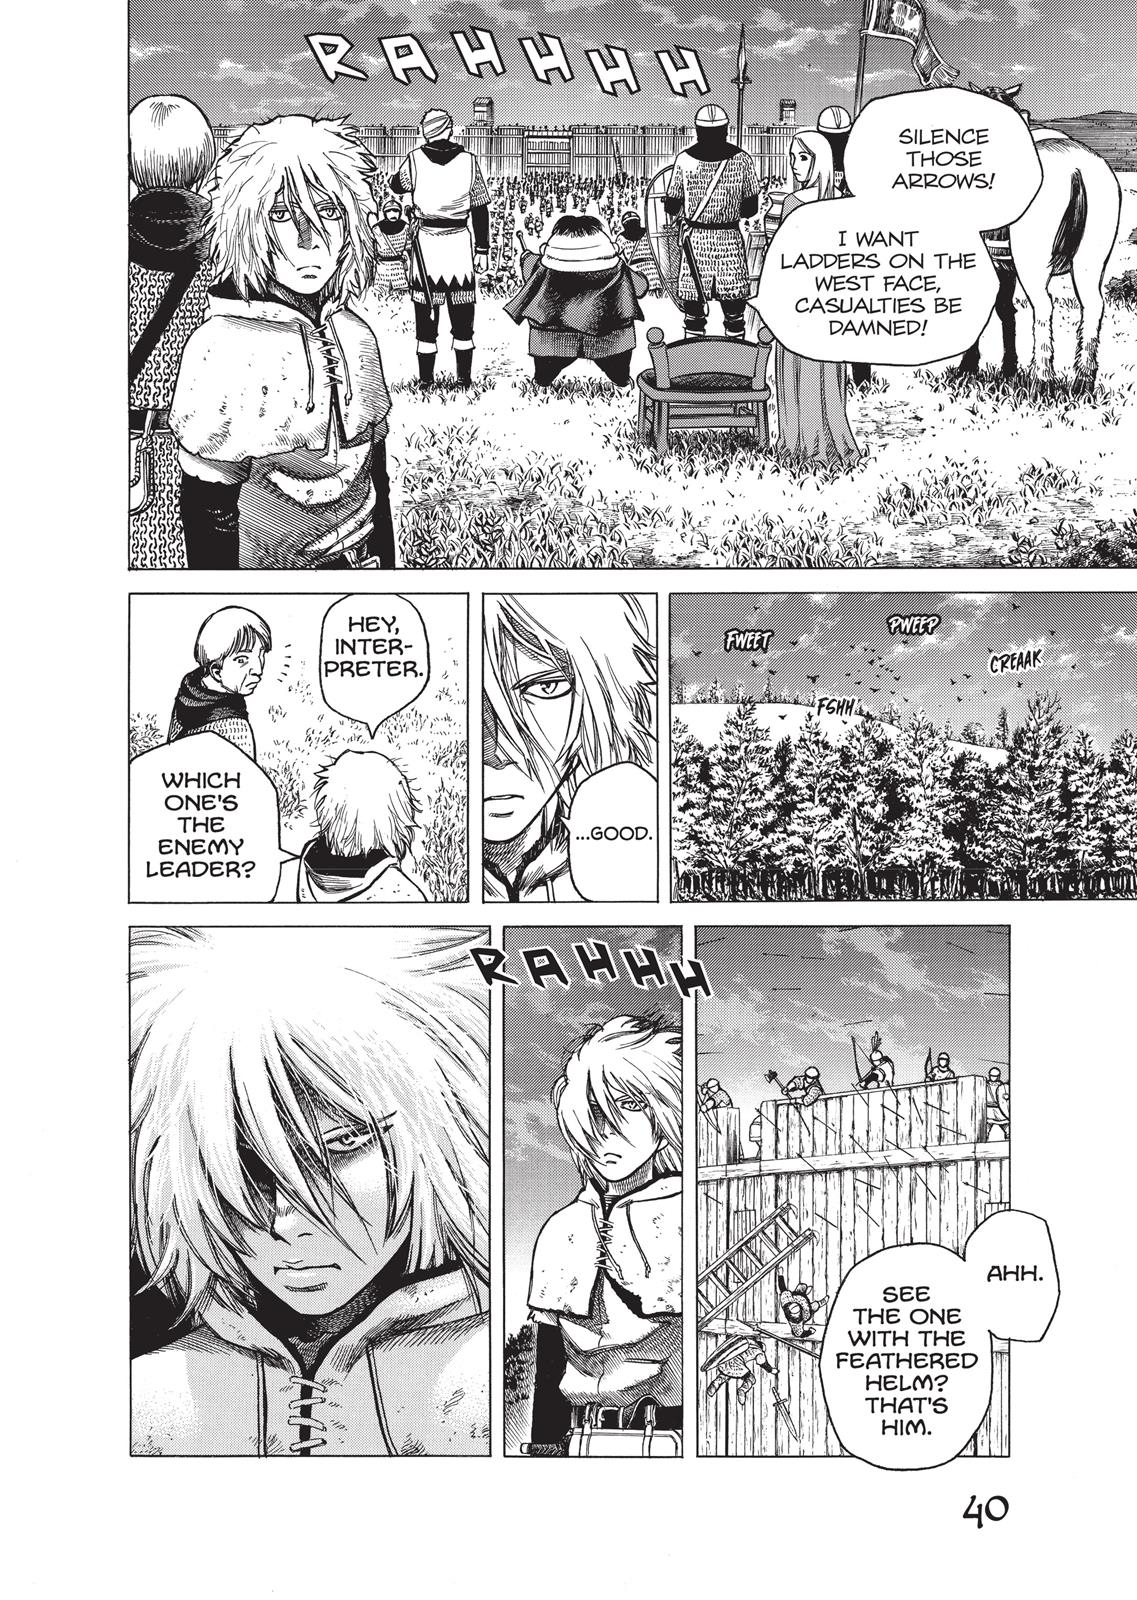 RAHHHH
SILENCE
THOSE
ARROWS!
I WANT
LADDERS ON THE
WEST FACE,
CASUALTIES BE
DAMNED!
FWEET
PWEEP
CREAAK
FSHH
...GOOD.
HEY,
INTER-
PRETER.
WHICH
ONE'S
THE
ENEMY
LEADER?
RAHHH
AHH.
SEE
THE ONE
WITH THE
FEATHERED
HELM?
THAT'S
HIM.
40